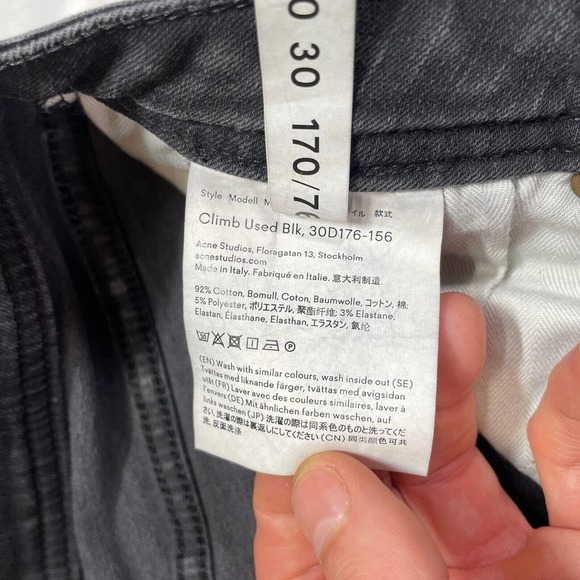 0 30 170/76
Style Modell M イル 款式
Climb Used Blk, 30D176-156
Acne Studios, Floragatan 13, Stockholm
acnestudios.com
Made in Italy. Fabriqué en Italie. 意大利制造.
92% Cotton, Bomull, Coton, Baumwolle, コットン, 棉;
5% Polyester, ポリエステル, 聚酯纤维; 3% Elastane,
Elastan, Élasthane, Elasthan, エラスタン, 氨纶
(EN) Wash with similar colours, wash inside out (SE)
Tvättas med liknande färger, tvättas med avigsidan
utåt (FR) Laver avec des couleurs similaires, laver à
l'envers (DE) Mit ähnlichen farben waschen, auf
links waschen (JP) 洗濯の際は同系色のものと洗ってくだ
さい, 洗濯の際は裏返しにしてください (CN) 同类颜色可共
洗, 反面洗涤